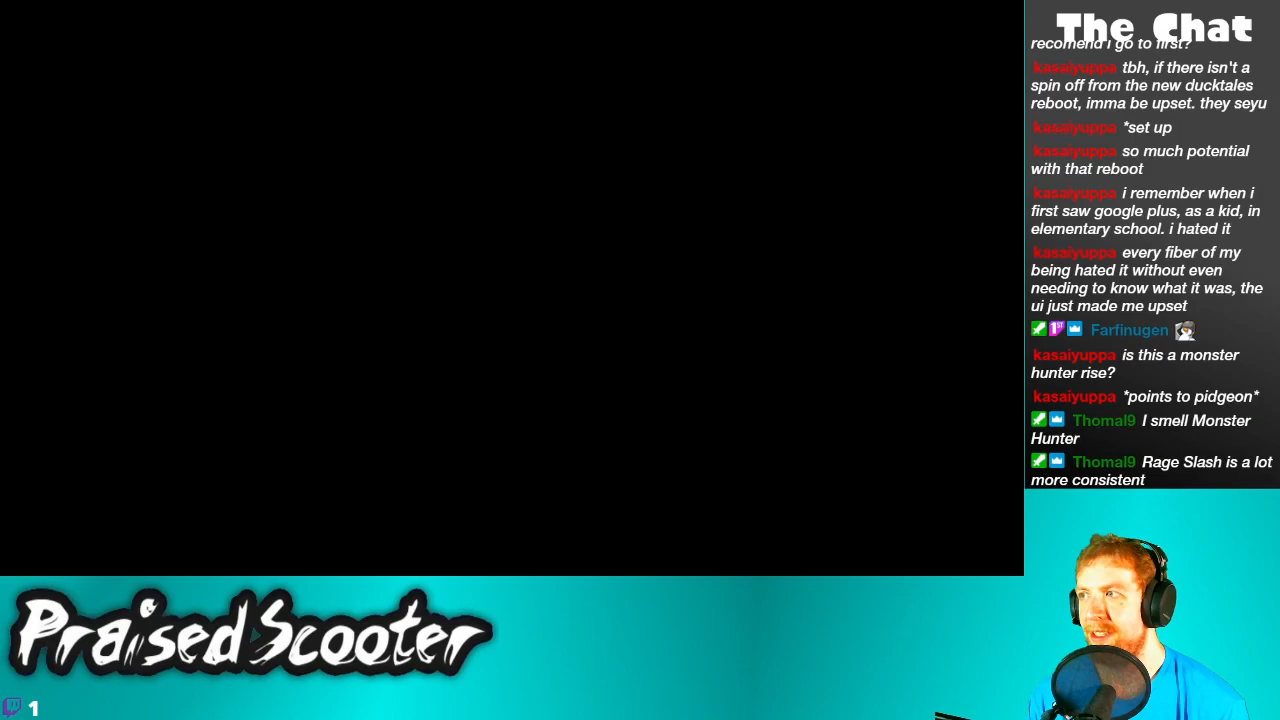 The Chat
recomend i go to first?
kasaiyuppa tbh, if there isn't a
spin off from the new ducktales
reboot, imma be upset. they seyu
kasaiyuppa *set up
kasaiyuppa so much potential
with that reboot
kasaiyuppa i remember when i
first saw google plus, as a kid, in
elementary school. i hated it
kasaiyuppa every fiber of my
being hated it without even
needing to know what it was, the
ui just made me upset
1ST Farfinugen
kasaiyuppa is this a monster
hunter rise?
kasaiyuppa *points to pidgeon*
Thomal9 I smell Monster
Hunter
Thomal9 Rage Slash is a lot
more consistent
PraisedScooter
1